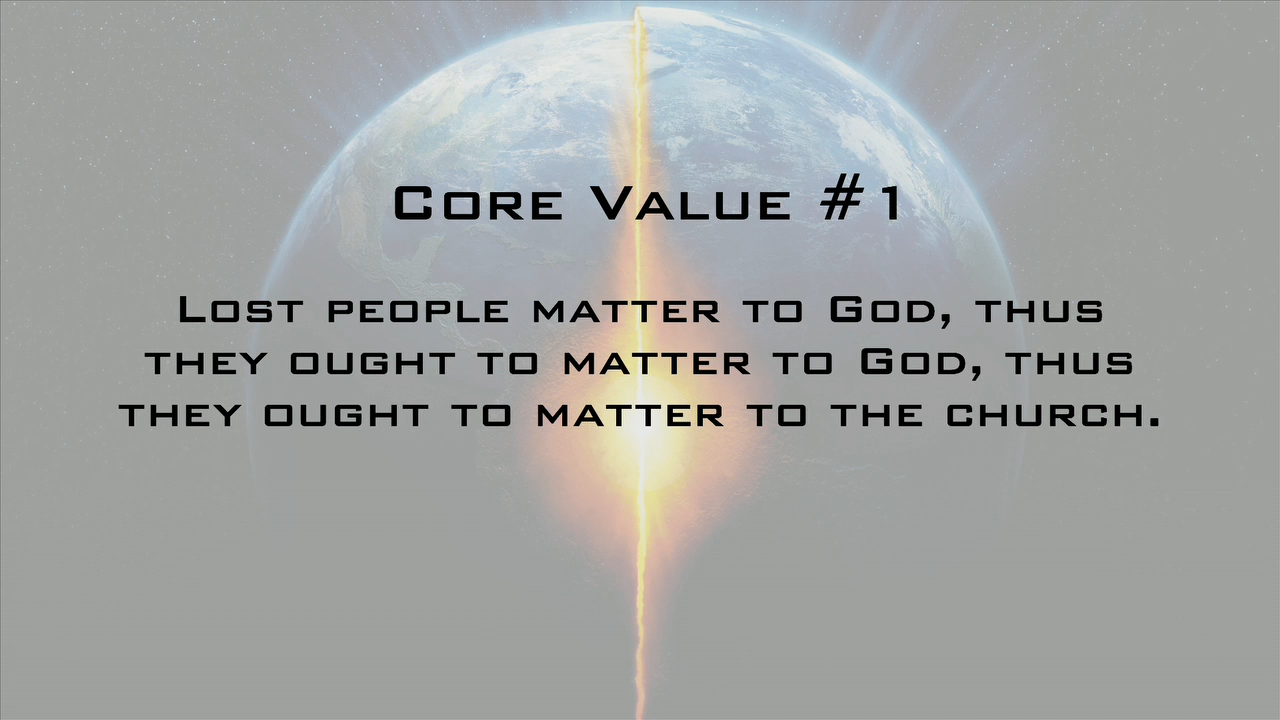 Core Value #1
Lost people matter to God, thus
they ought to matter to God, thus
they ought to matter to the church.